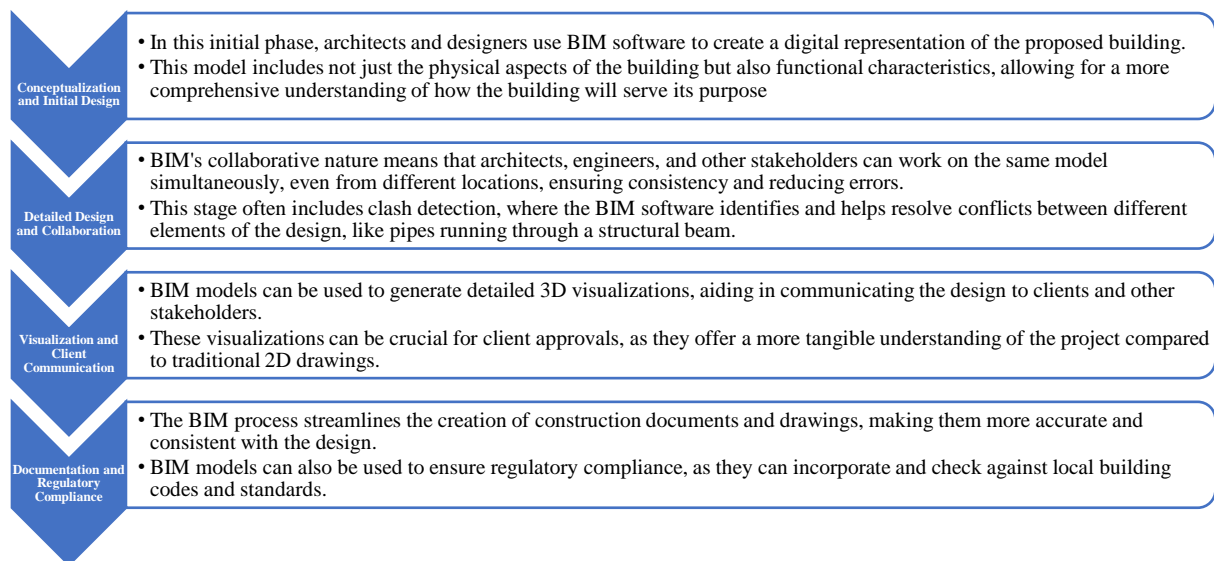 Conceptualization
and Initial Design
• In this initial phase, architects and designers use BIM software to create a digital representation of the proposed building.
• This model includes not just the physical aspects of the building but also functional characteristics, allowing for a more
comprehensive understanding of how the building will serve its purpose
Detailed Design
and Collaboration
• BIM's collaborative nature means that architects, engineers, and other stakeholders can work on the same model
simultaneously, even from different locations, ensuring consistency and reducing errors.
• This stage often includes clash detection, where the BIM software identifies and helps resolve conflicts between different
elements of the design, like pipes running through a structural beam.
Visualization and
Client
Communication
• BIM models can be used to generate detailed 3D visualizations, aiding in communicating the design to clients and other
stakeholders.
• These visualizations can be crucial for client approvals, as they offer a more tangible understanding of the project compared
to traditional 2D drawings.
Documentation and
Regulatory
Compliance
• The BIM process streamlines the creation of construction documents and drawings, making them more accurate and
consistent with the design.
• BIM models can also be used to ensure regulatory compliance, as they can incorporate and check against local building
codes and standards.